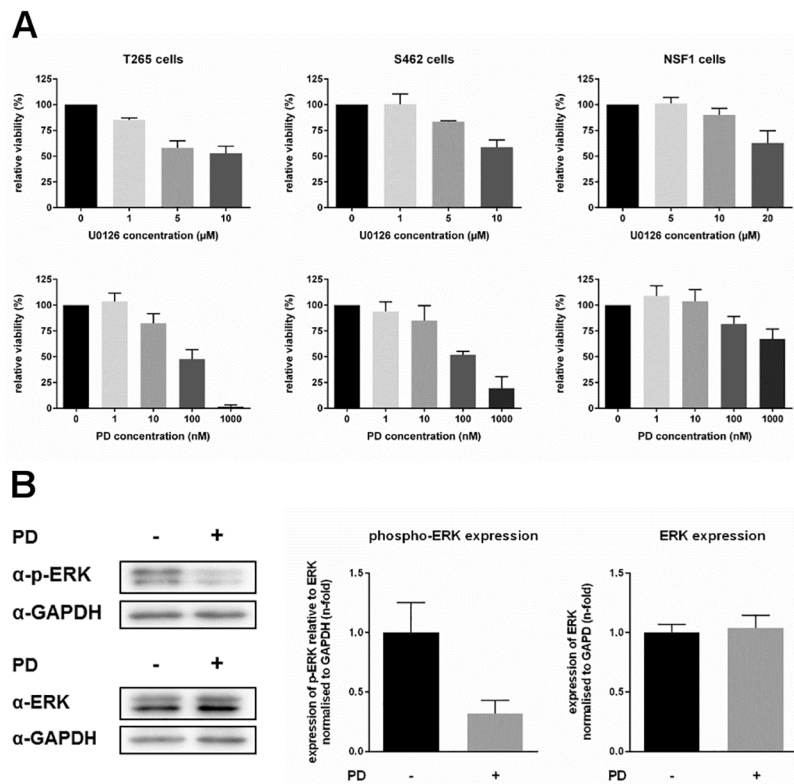 A
T265 cells
S462 cells
NSF1 cells
relative viability (%)
125
100
75
50
25
0
0 1 5 10
U0126 concentration (µM)
relative viability (%)
125
100
75
50
25
0
0 1 5 10
U0126 concentration (µM)
relative viability (%)
125
100
75
50
25
0
0 5 10 20
U0126 concentration (µM)
relative viability (%)
125
100
75
50
25
0
0 1 10 100 1000
PD concentration (nM)
relative viability (%)
125
100
75
50
25
0
0 1 10 100 1000
PD concentration (nM)
relative viability (%)
125
100
75
50
25
0
0 1 10 100 1000
PD concentration (nM)
B
PD - +
α-p-ERK
α-GAPDH
PD - +
α-ERK
α-GAPDH
phospho-ERK expression
expression of p-ERK relative to ERK
normalised to GAPDH (n-fold)
1.5
1.0
0.5
0.0
PD - +
ERK expression
expression of ERK
normalised to GAPD (n-fold)
1.5
1.0
0.5
0.0
PD - +